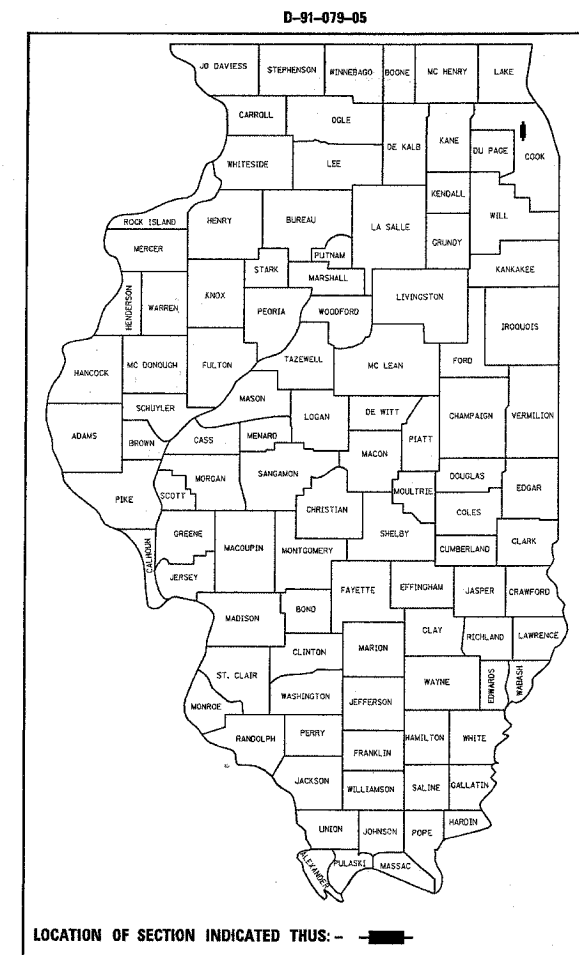 D-91-079-05
JO DAVIESS STEPHENSON WINNEBAGO BOONE MC HENRY LAKE
CARROLL OGLE DE KALB KANE DU PAGE COOK
WHITESIDE LEE
KENDALL WILL
ROCK ISLAND HENRY BUREAU LA SALLE
MERCER PUTNAM GRUNDY
STARK MARSHALL KANKAKEE
HENDERSON WARREN KNOX PEORIA WOODFORD LIVINGSTON
IROQUOIS
HANCOCK MC DONOUGH FULTON TAZEWELL MC LEAN FORD
MASON
SCHUYLER LOGAN DE WITT CHAMPAIGN VERMILION
ADAMS BROWN CASS MENARD MACON PIATT
PIKE SCOTT MORGAN SANGAMON MOULTRIE DOUGLAS EDGAR
CHRISTIAN COLES
CALHOUN GREENE MACOUPIN MONTGOMERY SHELBY CUMBERLAND CLARK
JERSEY FAYETTE EFFINGHAM JASPER CRAWFORD
MADISON BOND
CLINTON MARION CLAY RICHLAND LAWRENCE
ST. CLAIR WAYNE EDWARDS WABASH
MONROE WASHINGTON JEFFERSON
RANDOLPH PERRY HAMILTON WHITE
FRANKLIN
JACKSON WILLIAMSON SALINE GALLATIN
UNION JOHNSON POPE HARDIN
ALEXANDER PULASKI MASSAC
LOCATION OF SECTION INDICATED THUS: -